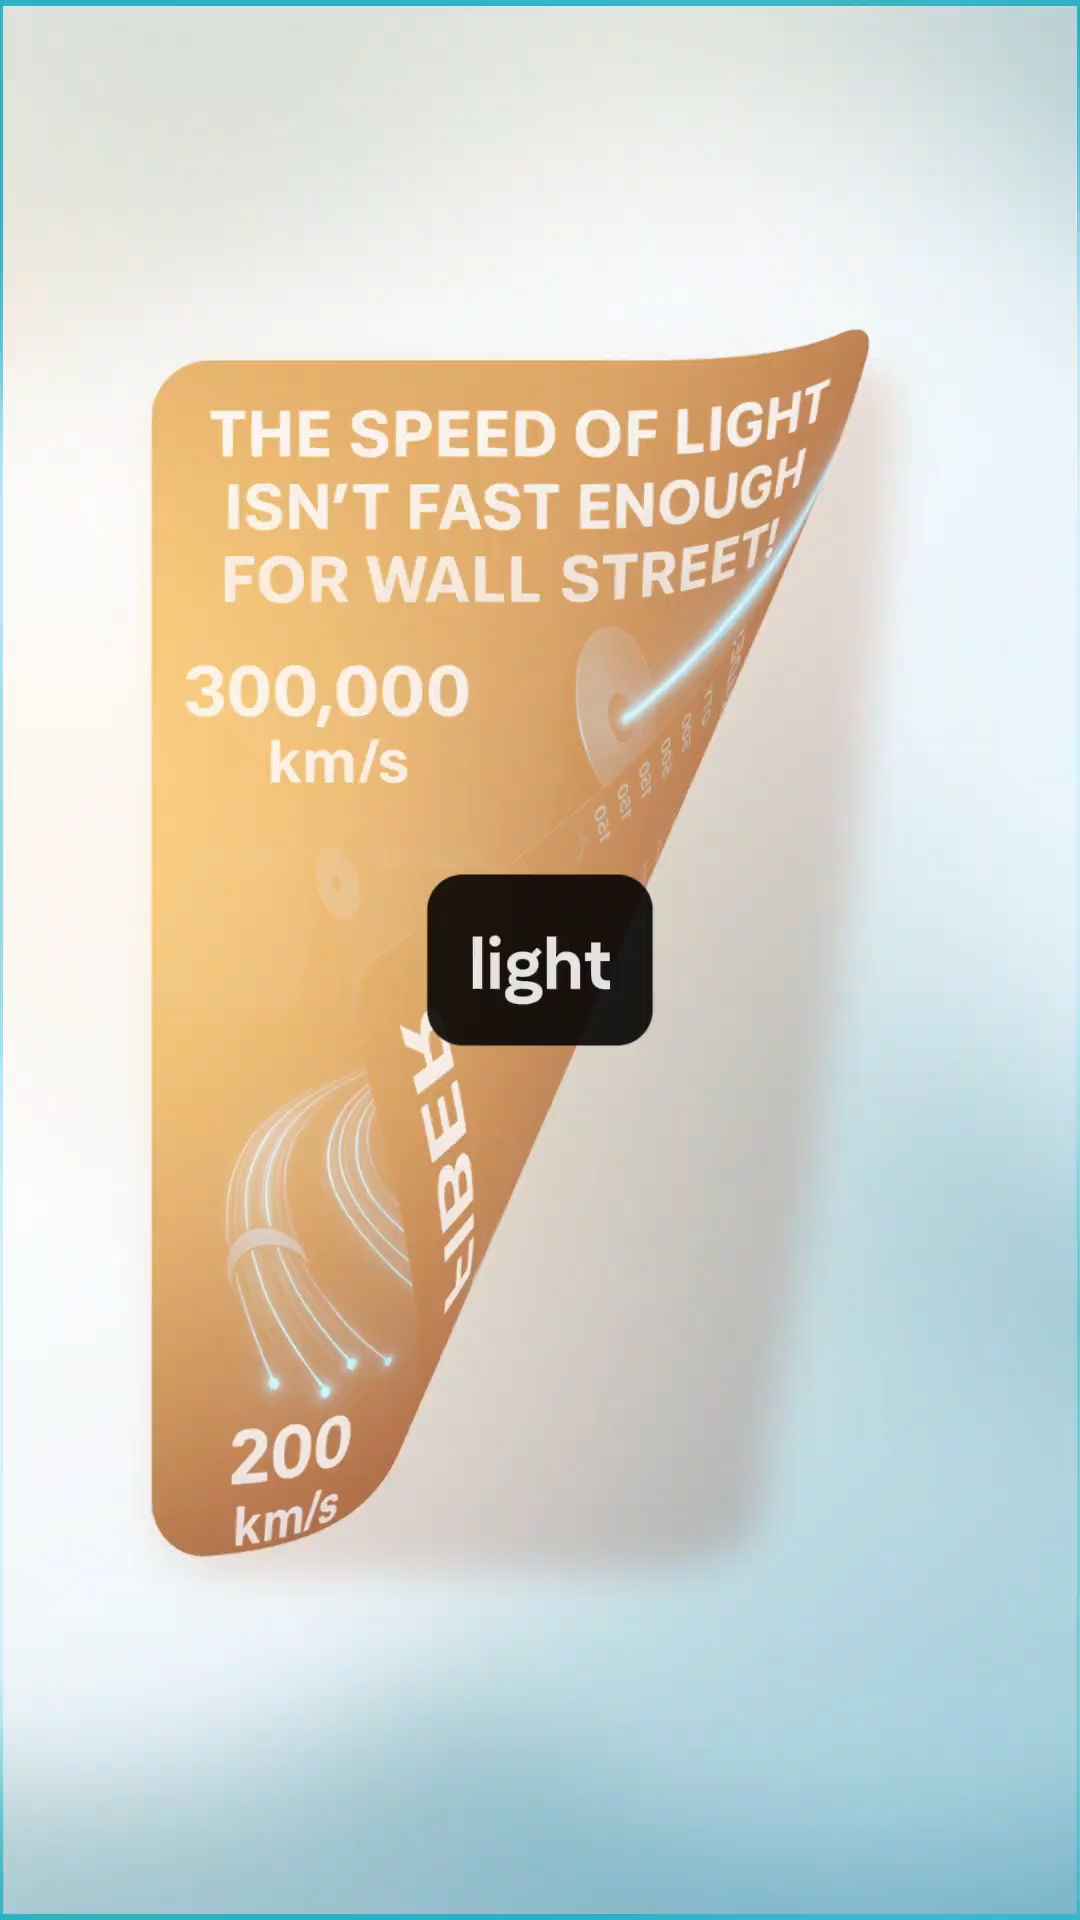 THE SPEED OF LIGHT
ISN’T FAST ENOUGH
FOR WALL STREET!
300,000
km/s
light
FIBER
200
km/s